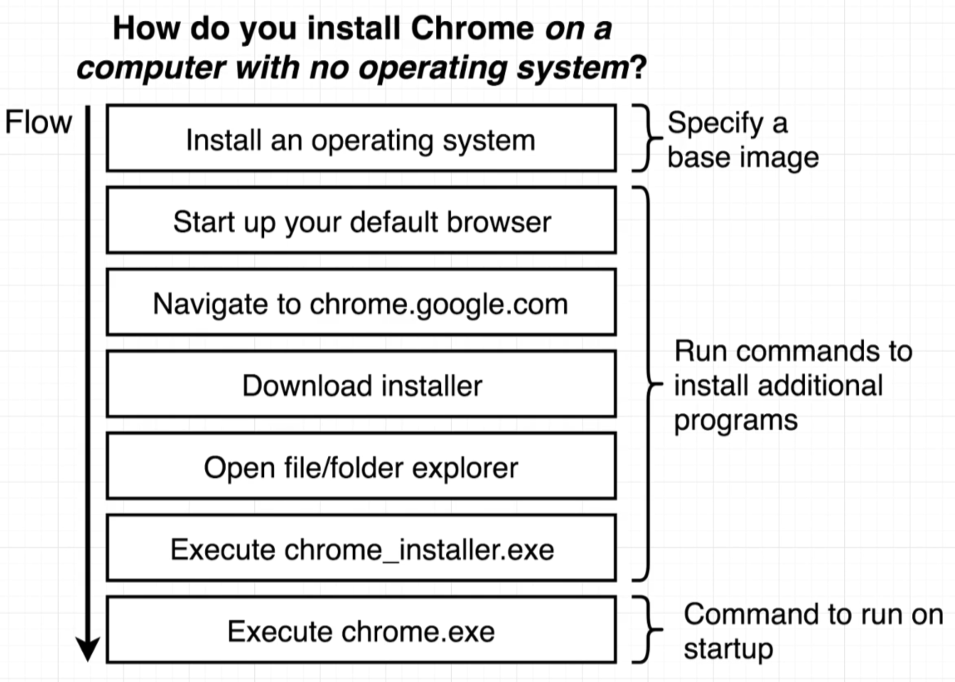 How do you install Chrome on a
computer with no operating system?
Flow
Install an operating system
Specify a
base image
Start up your default browser
Navigate to chrome.google.com
Download installer
Open file/folder explorer
Execute chrome_installer.exe
Run commands to
install additional
programs
Execute chrome.exe
Command to run on
startup